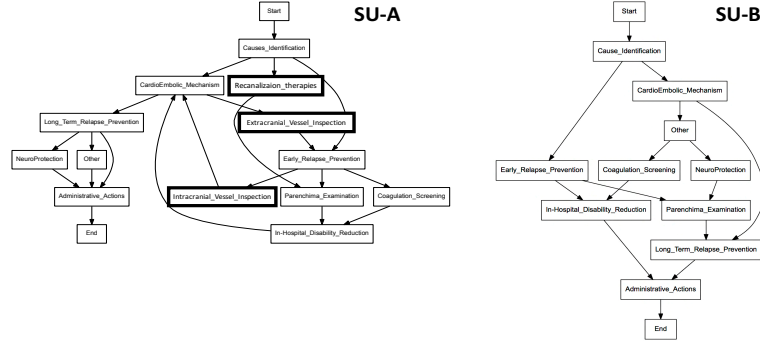 SU-A
Start
Causes_Identification
CardioEmbolic_Mechanism
Recanalizaion_therapies
Long_Term_Relapse_Prevention
Extracranial_Vessel_Inspection
NeuroProtection
Other
Early_Relapse_Prevention
Administrative_Actions
Intracranial_Vessel_Inspection
Parenchima_Examination
Coagulation_Screening
End
In-Hospital_Disability_Reduction
SU-B
Start
Cause_Identification
CardioEmbolic_Mechanism
Other
Early_Relapse_Prevention
Coagulation_Screening
NeuroProtection
In-Hospital_Disability_Reduction
Parenchima_Examination
Long_Term_Relapse_Prevention
Administrative_Actions
End